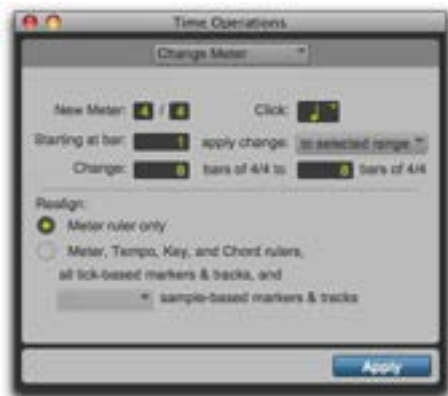 Time Operations
Change Meter
New Meter: 4 / 4 Click:
Starting at bar: 1 apply change: to selected range
Change: 8 bars of 4/4 to 8 bars of 4/4
Realign:
Meter ruler only
Meter, Tempo, Key, and Chord rulers,
all tick-based markers & tracks, and
sample-based markers & tracks
Apply